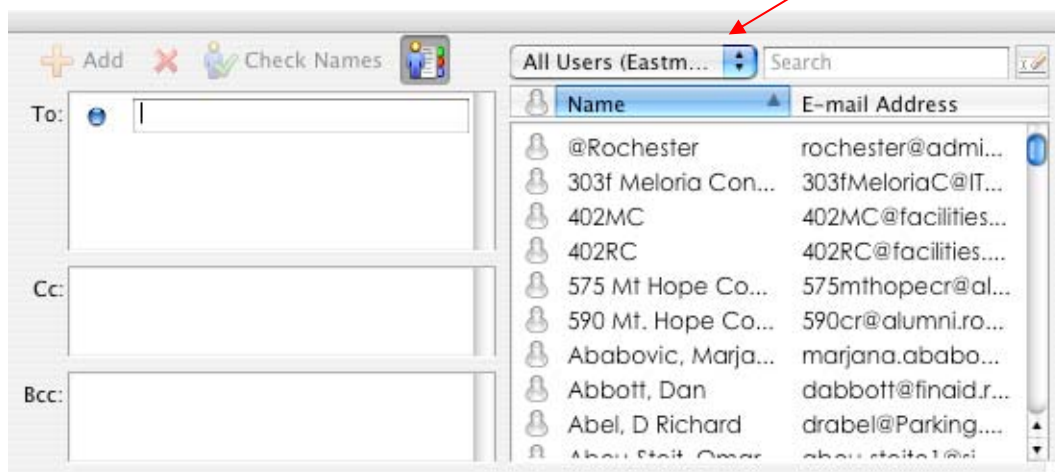 Add Check Names All Users (Eastm... Search
To: Name E-mail Address
@Rochester rochester@admi...
303f Meloria Con... 303fMeloriaC@IT...
402MC 402MC@facilities...
402RC 402RC@facilities....
Cc: 575 Mt Hope Co... 575mthopecr@al...
590 Mt. Hope Co... 590cr@alumni.ro...
Ababovic, Marja... marjana.ababo...
Bcc: Abbott, Dan dabbott@finaid.r...
Abel, D Richard drabel@Parking....